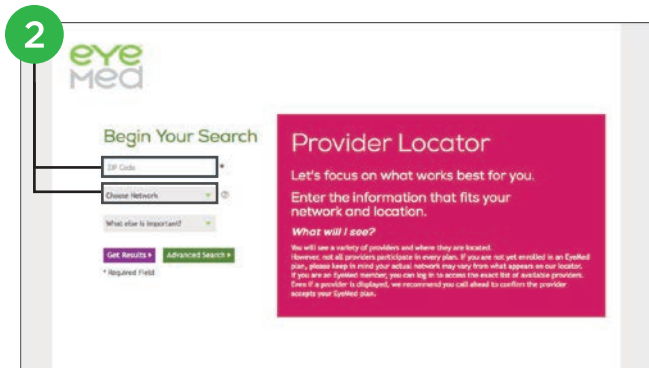 2
eye
med
Begin Your Search
ZIP Code *
Choose Network
What else is important?
Get Results Advanced Search
* Required Field
Provider Locator
Let's focus on what works best for you.
Enter the information that fits your
network and location.
What will I see?
You will see a variety of providers and where they are located.
However, not all providers participate in every plan. If you are not yet enrolled in an EyeMed
plan, please keep in mind your actual network may vary from what appears on our locator.
If you are an EyeMed member, you can log in to access the exact list of available providers.
Even if a provider is displayed, we recommend you call ahead to confirm the provider
accepts your EyeMed plan.